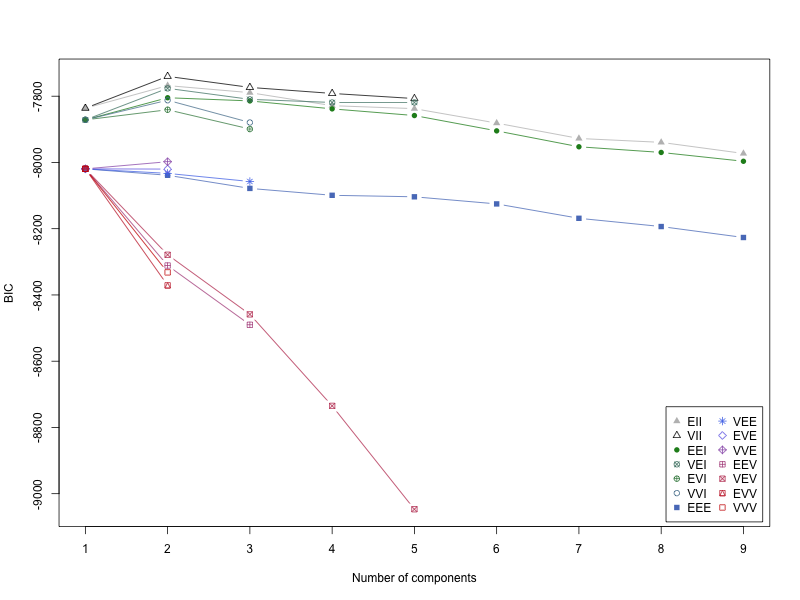 BIC
-7800
-8000
-8200
-8400
-8600
-8800
-9000
EII VEE
VII EVE
EEI VVE
VEI EEV
EVI VEV
VVI EVV
EEE VVV
1 2 3 4 5 6 7 8 9
Number of components